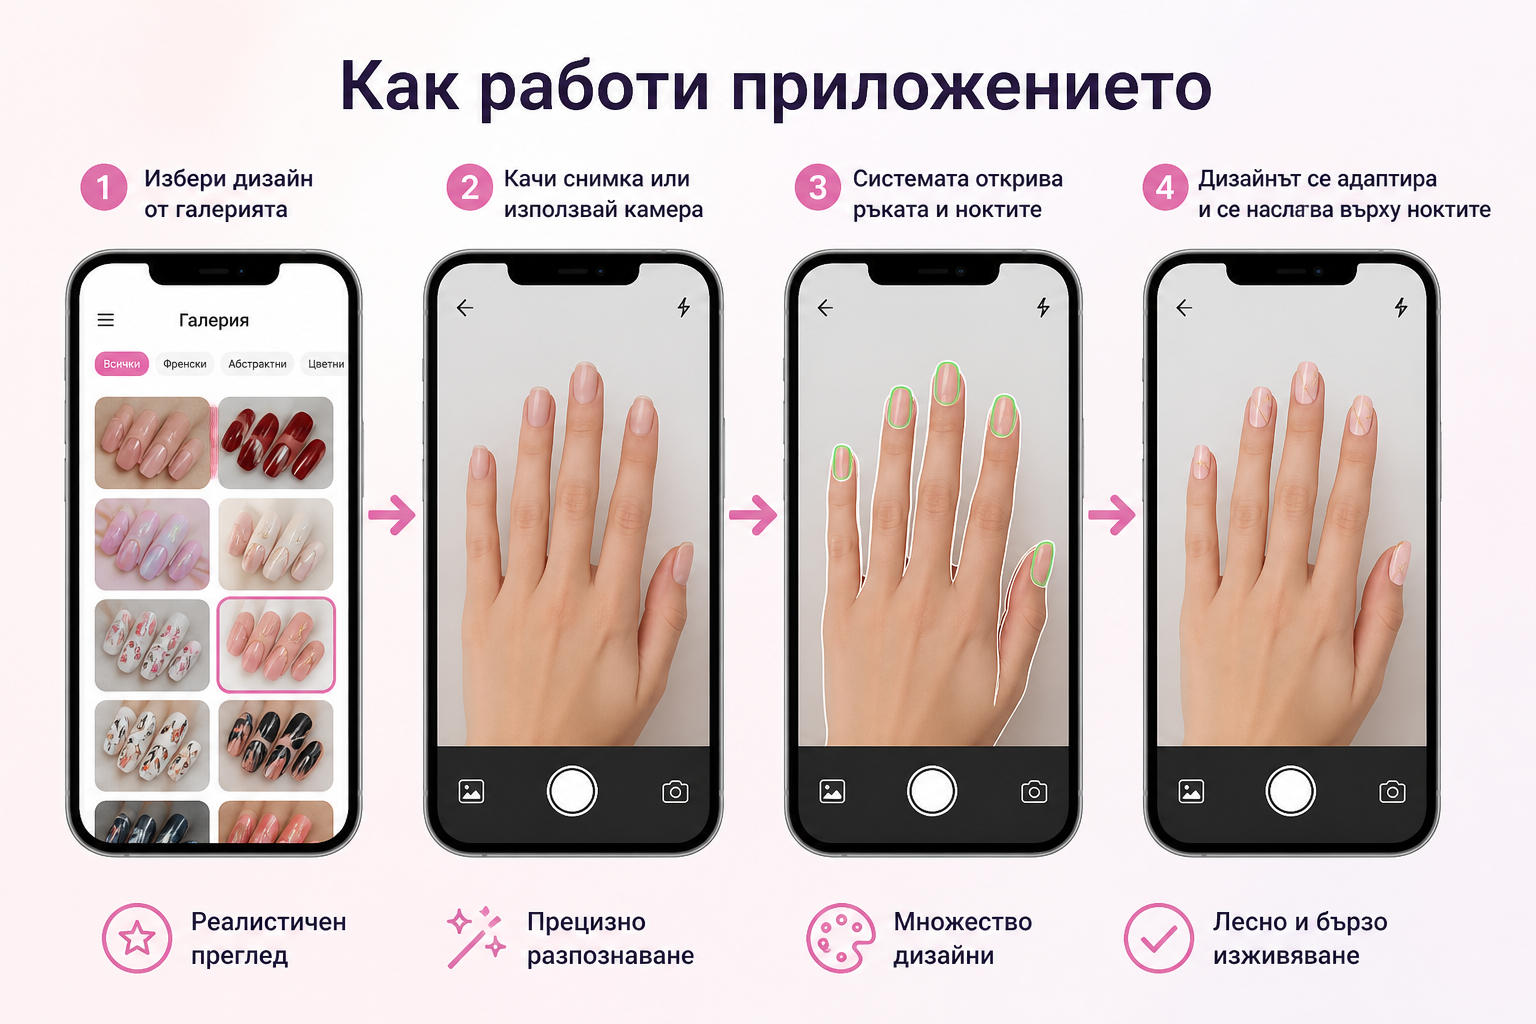 Как работи приложението
1
Избери дизайн
от галерията
2
Качи снимка или
използвай камера
3
Системата открива
ръката и ноктите
4
Дизайнът се адаптира
и се наслагва върху ноктите
Галерия
Всички
Френски
Абстрактни
Цветни
Реалистичен
преглед
Прецизно
разпознаване
Множество
дизайни
Лесно и бързо
изживяване